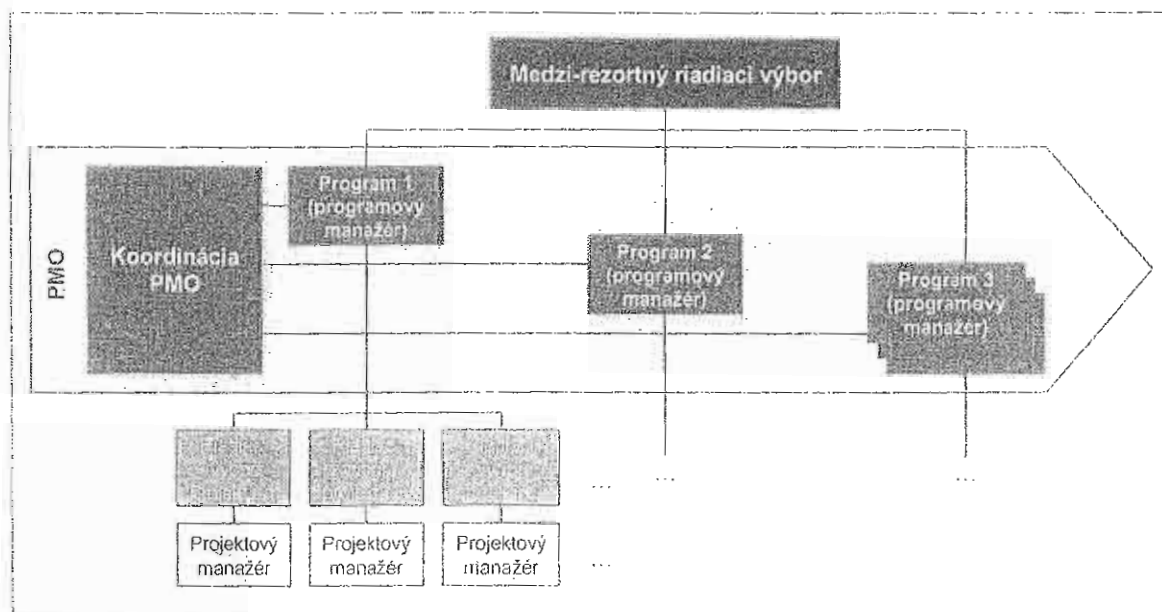 Medzi-rezortný riadiaci výbor
PMO
Koordinácia
PMO
Program 1
(programový
manažér)
Program 2
(programový
manažér)
Program 3
(programový
manažér)
...
...
...
Projektový
manažér
Projektový
manažér
Projektový
manažér
...